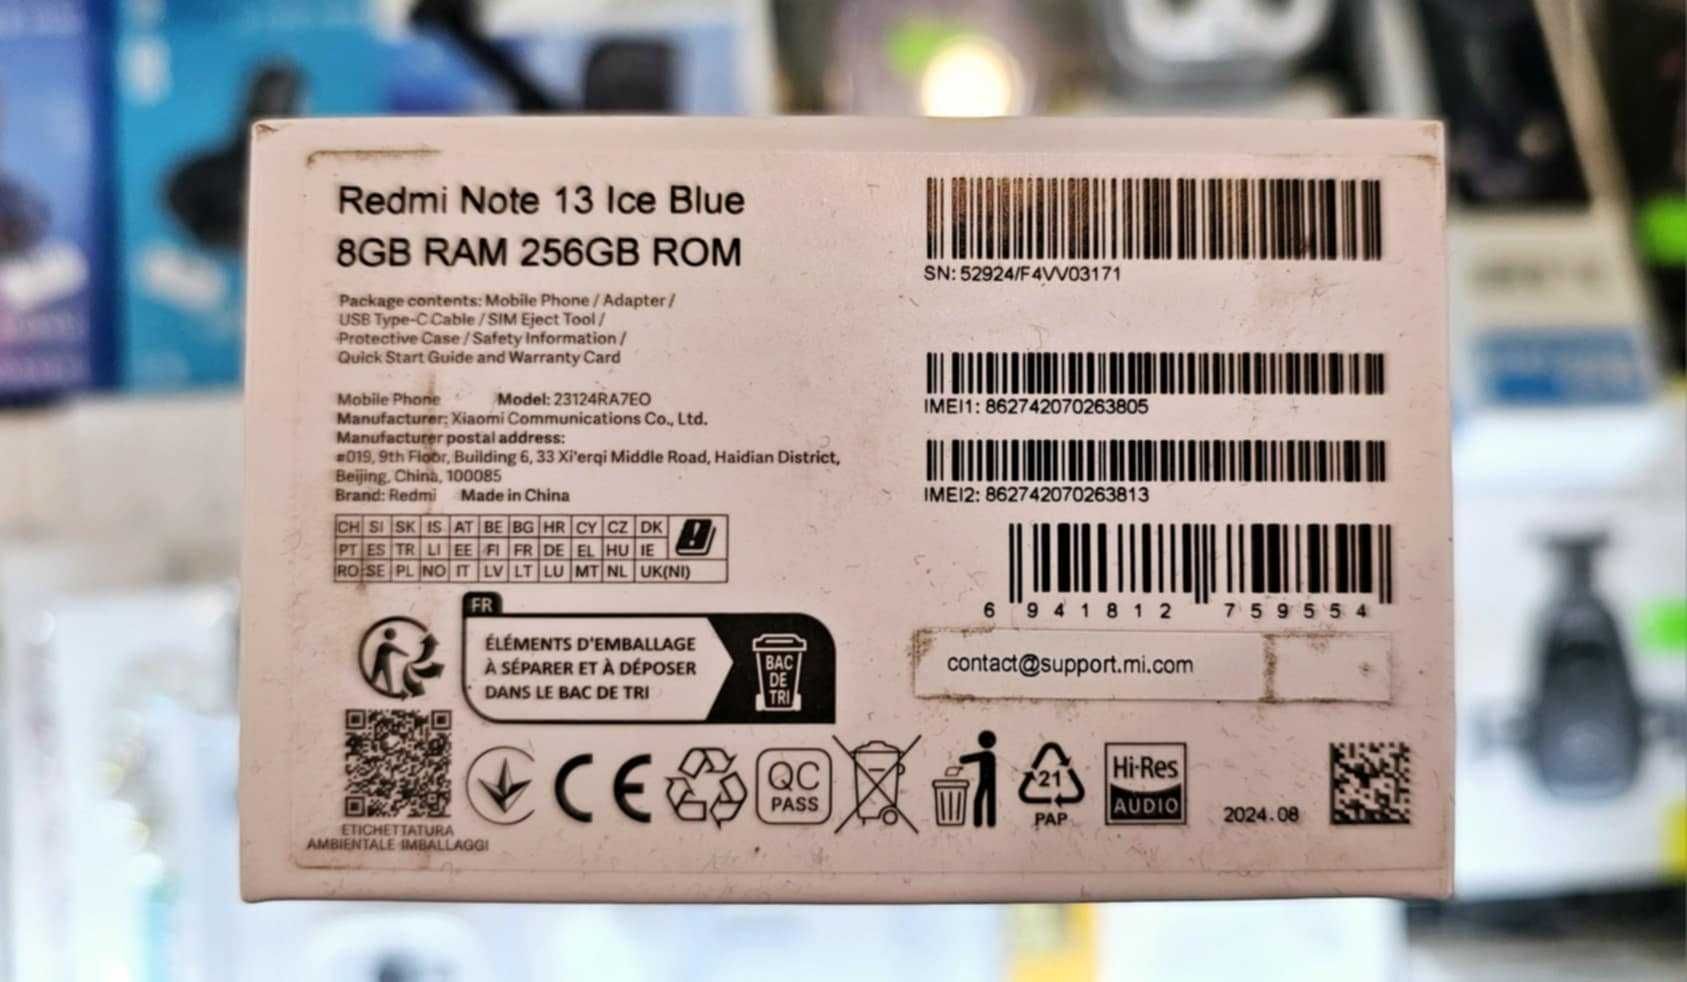 Redmi Note 13 Ice Blue
8GB RAM 256GB ROM
Package contents: Mobile Phone / Adapter /
USB Type-C Cable / SIM Eject Tool /
Protective Case / Safety Information /
Quick Start Guide and Warranty Card
Mobile Phone Model: 23124RA7EO
Manufacturer: Xiaomi Communications Co., Ltd.
Manufacturer postal address:
#019, 9th Floor, Building 6, 33 Xi'erqi Middle Road, Haidian District,
Beijing, China, 100085
Brand: Redmi Made in China
CH SI SK IS AT BE BG HR CY CZ DK
PT ES TR LI EE FI FR DE EL HU IE
RO SE PL NO IT LV LT LU MT NL UK(NI)
FR
ÉLÉMENTS D'EMBALLAGE
À SÉPARER ET À DÉPOSER
DANS LE BAC DE TRI
BAC
DE
TRI
ETICHETTATURA
AMBIENTALE IMBALLAGGI
SN: 52924/F4VV03171
IMEI1: 862742070263805
IMEI2: 862742070263813
6 941812 759554
contact@support.mi.com
CE
QC
PASS
21
PAP
Hi-Res
AUDIO
2024.08